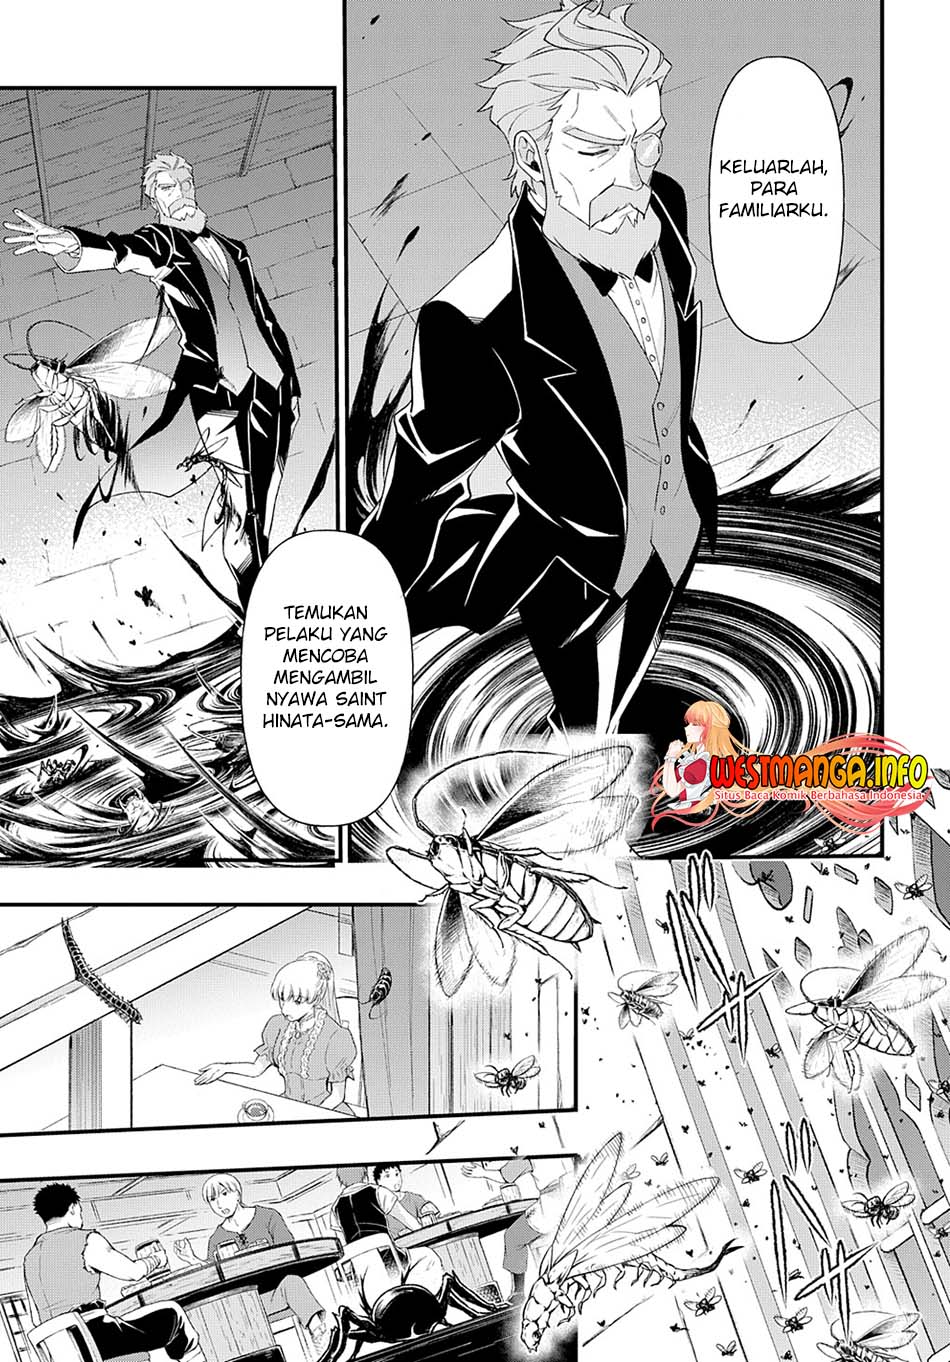 KELUARLAH,
PARA
FAMILIARKU.
TEMUKAN
PELAKU YANG
MENCOBA
MENGAMBIL
NYAWA SAINT
HINATA-SAMA.
WESTMANGA.INFO
Situs Baca Komik Berbahasa Indonesia